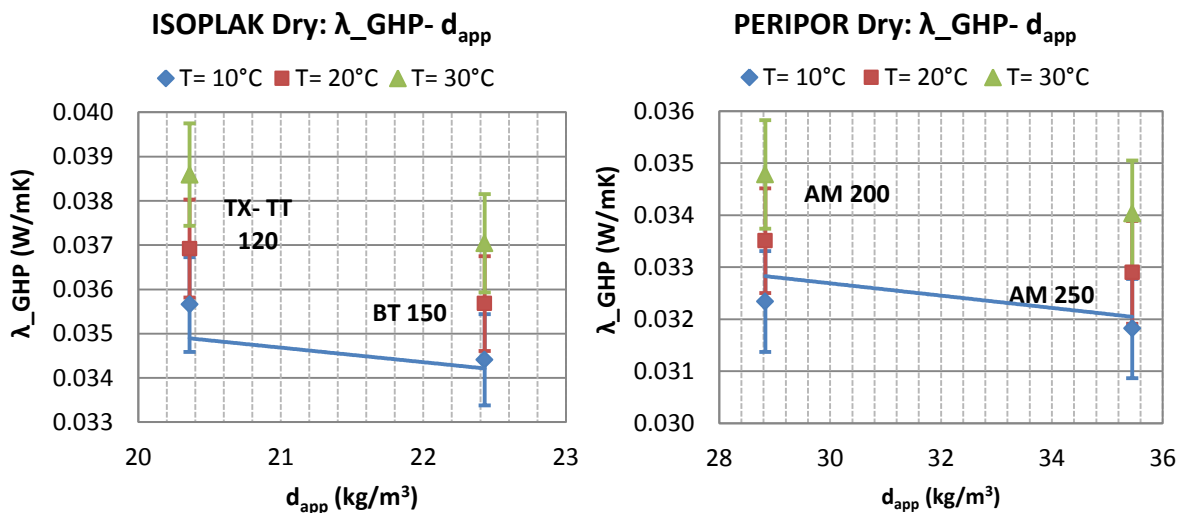 ISOPLAK Dry: λ_GHP- dapp
T= 10°C T= 20°C T= 30°C
0.040
0.039
0.038
0.037
0.036
0.035
0.034
0.033
λ_GHP (W/mK)
TX- TT
120
BT 150
20 21 22 23
dapp (kg/m³)
PERIPOR Dry: λ_GHP- dapp
T= 10°C T= 20°C T= 30°C
0.036
0.035
0.034
0.033
0.032
0.031
0.030
λ_GHP (W/mK)
AM 200
AM 250
28 30 32 34 36
dapp (kg/m³)